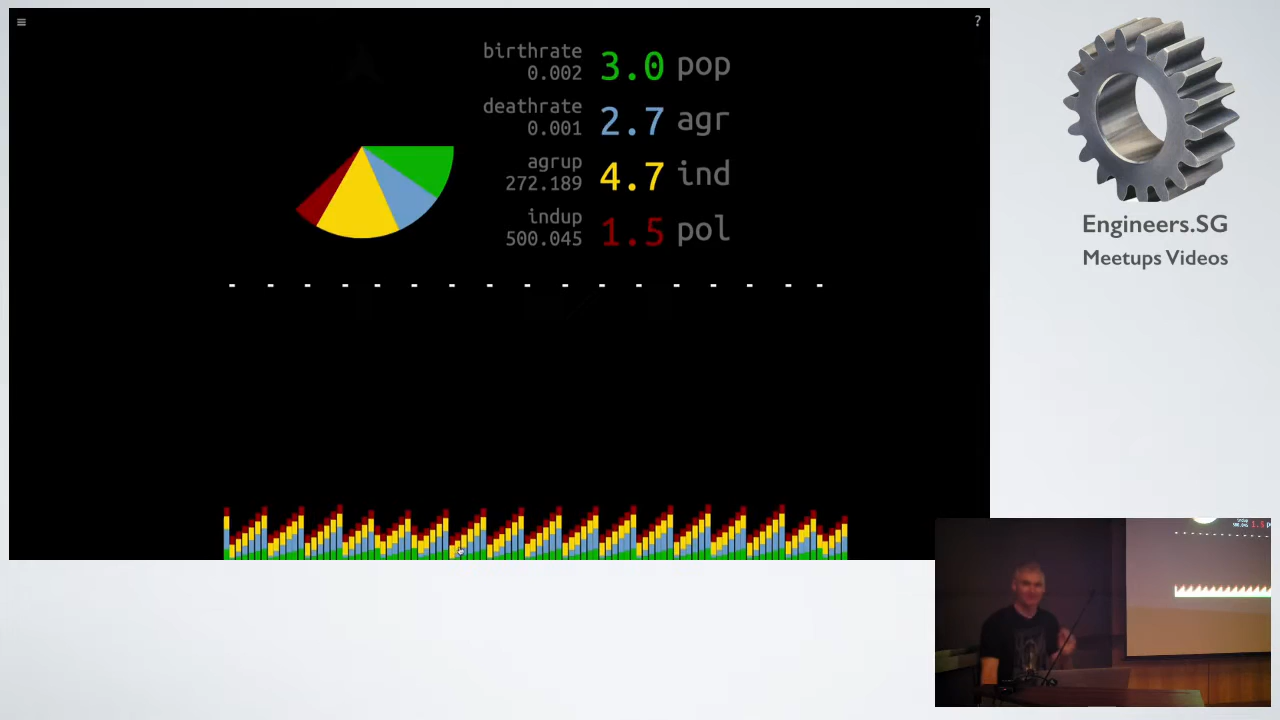 ≡
?
birthrate
0.002
3.0 pop
deathrate
0.001
2.7 agr
agrup
272.189
4.7 ind
indup
500.045
1.5 pol
Engineers.SG
Meetups Videos